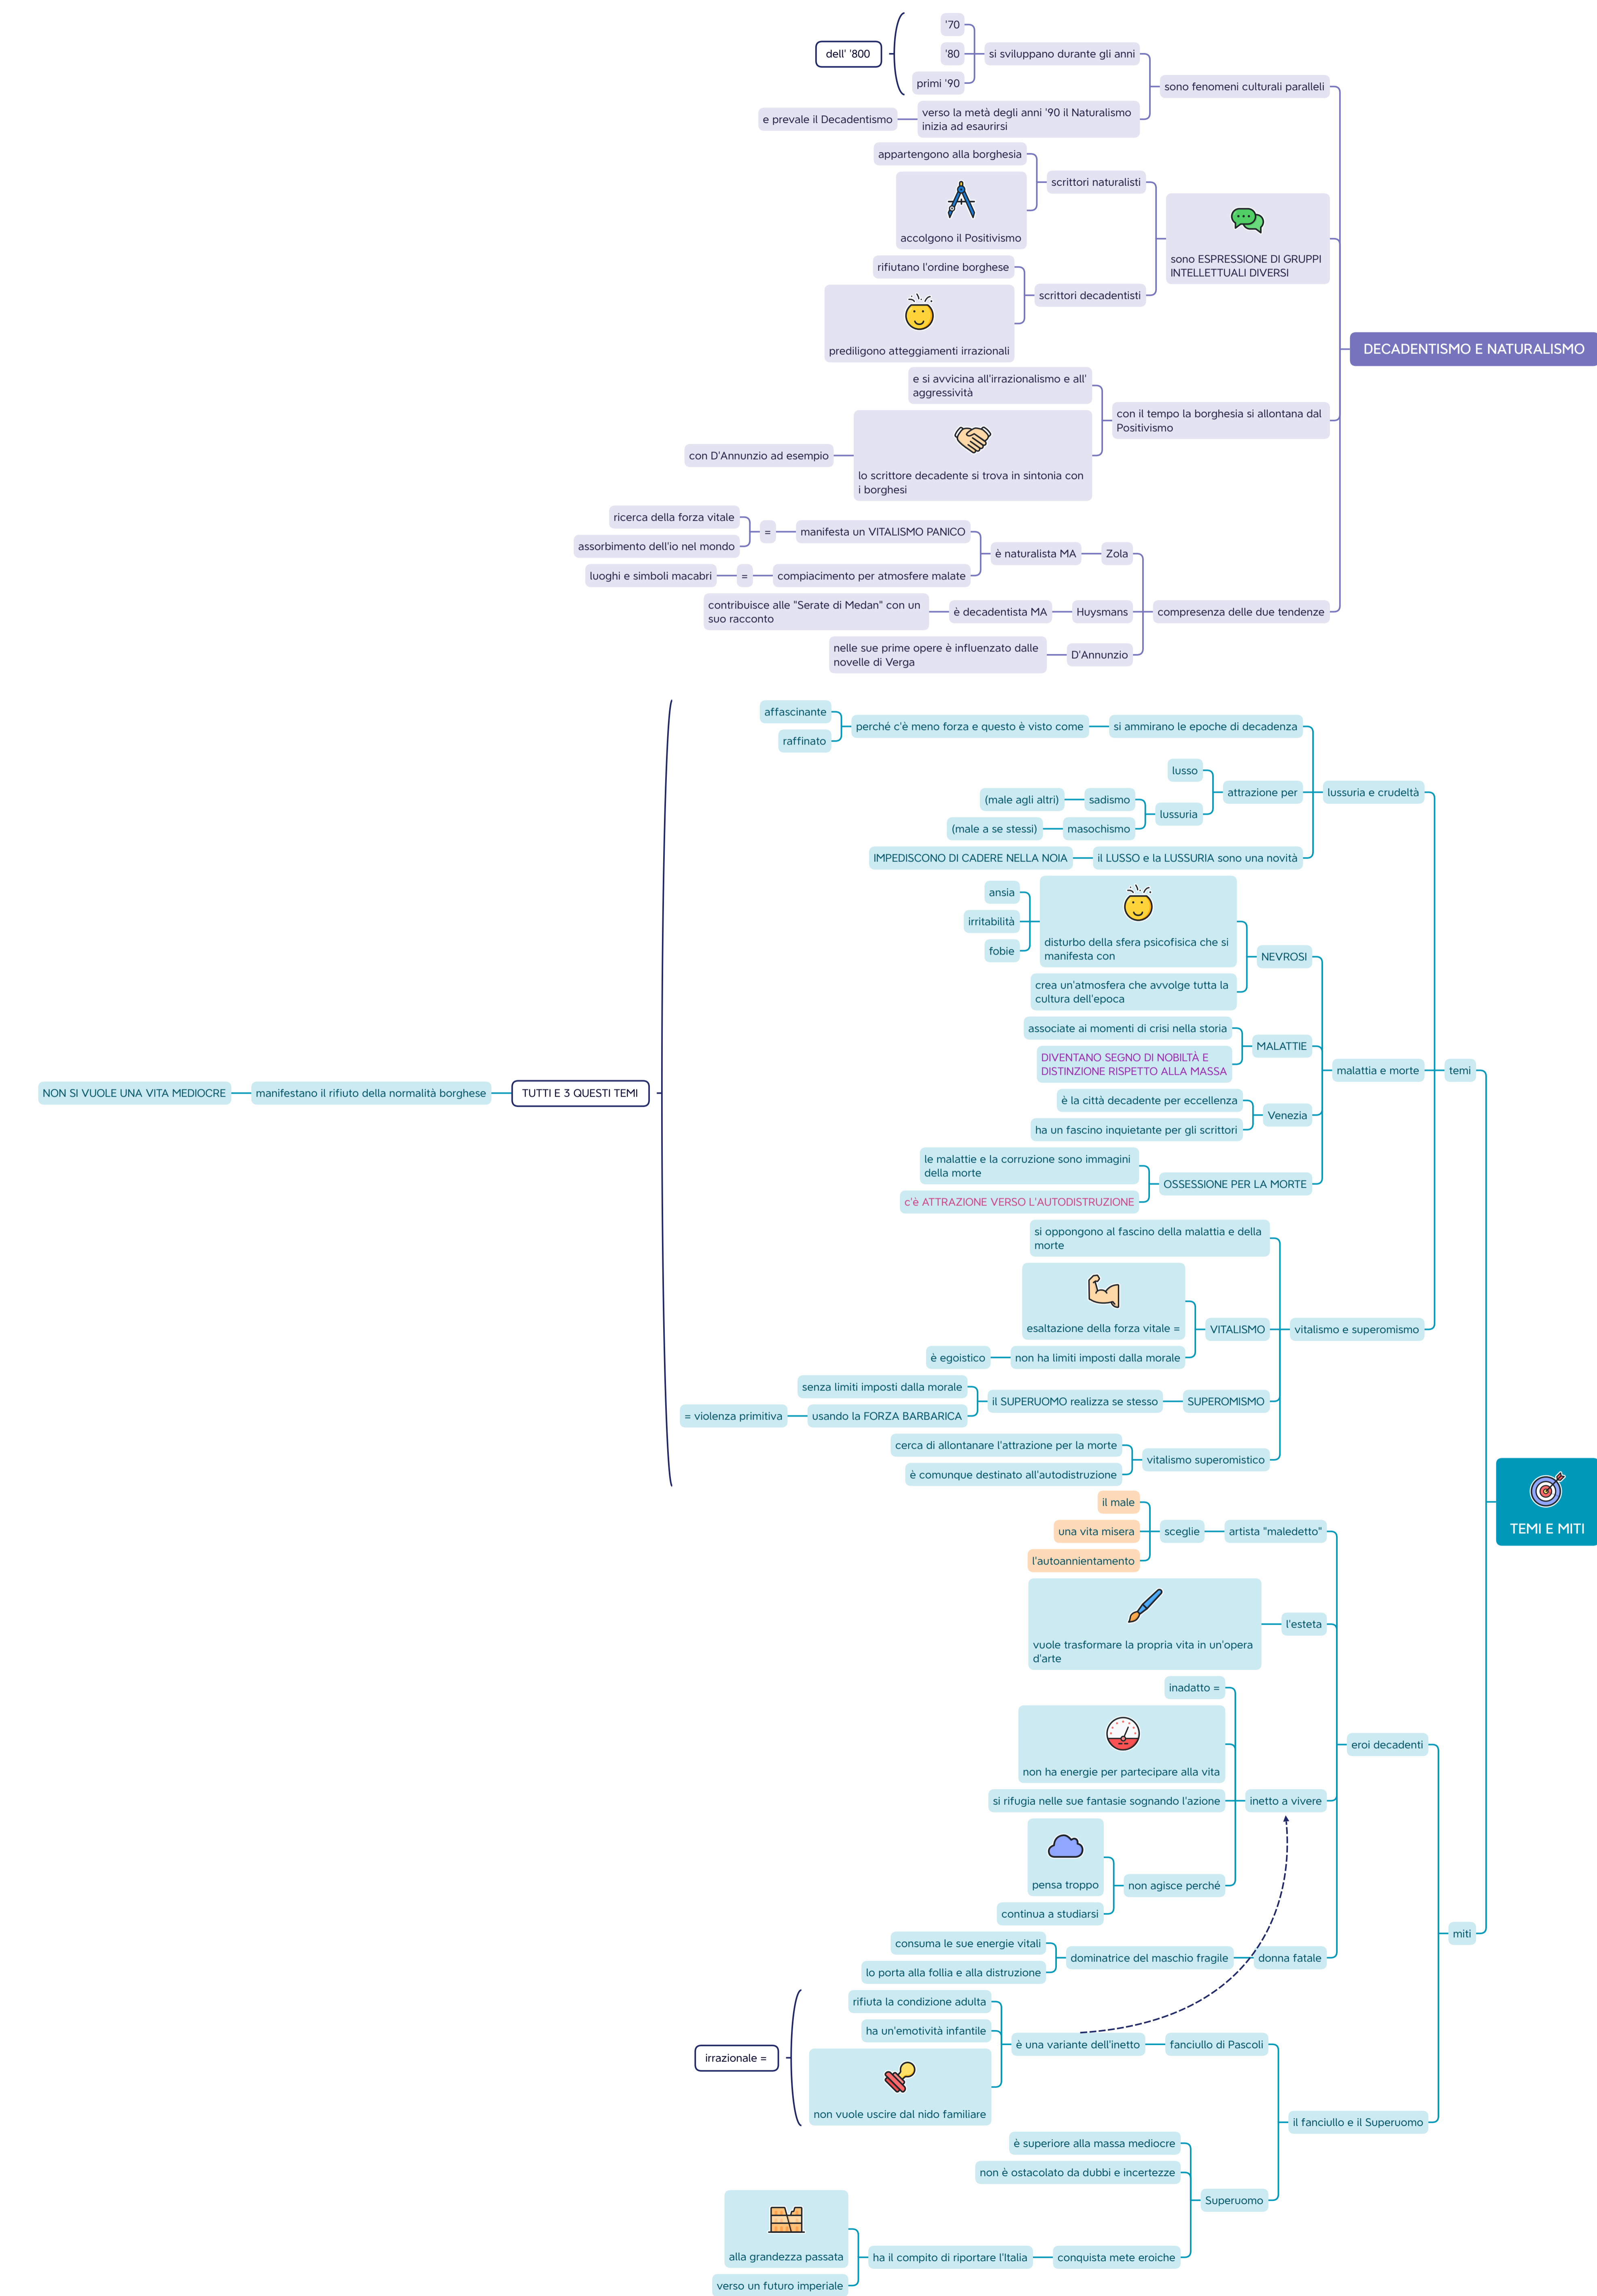 DECADENTISMO E NATURALISMO
sono fenomeni culturali paralleli
si sviluppano durante gli anni
'70
'80
primi '90
dell' '800
verso la metà degli anni '90 il Naturalismo
inizia ad esaurirsi
e prevale il Decadentismo
sono ESPRESSIONE DI GRUPPI
INTELLETTUALI DIVERSI
scrittori naturalisti
appartengono alla borghesia
accolgono il Positivismo
scrittori decadentisti
rifiutano l'ordine borghese
prediligono atteggiamenti irrazionali
con il tempo la borghesia si allontana dal
Positivismo
e si avvicina all'irrazionalismo e all'
aggressività
lo scrittore decadente si trova in sintonia con
i borghesi
con D'Annunzio ad esempio
compresenza delle due tendenze
Zola
è naturalista MA
manifesta un VITALISMO PANICO
=
ricerca della forza vitale
assorbimento dell'io nel mondo
compiacimento per atmosfere malate
=
luoghi e simboli macabri
Huysmans
è decadentista MA
contribuisce alle "Serate di Medan" con un
suo racconto
D'Annunzio
nelle sue prime opere è influenzato dalle
novelle di Verga
TEMI E MITI
temi
lussuria e crudeltà
si ammirano le epoche di decadenza
perché c'è meno forza e questo è visto come
affascinante
raffinato
attrazione per
lusso
lussuria
sadismo
(male agli altri)
masochismo
(male a se stessi)
il LUSSO e la LUSSURIA sono una novità
IMPEDISCONO DI CADERE NELLA NOIA
malattia e morte
NEVROSI
disturbo della sfera psicofisica che si
manifesta con
ansia
irritabilità
fobie
crea un'atmosfera che avvolge tutta la
cultura dell'epoca
MALATTIE
associate ai momenti di crisi nella storia
DIVENTANO SEGNO DI NOBILTÀ E
DISTINZIONE RISPETTO ALLA MASSA
Venezia
è la città decadente per eccellenza
ha un fascino inquietante per gli scrittori
OSSESSIONE PER LA MORTE
le malattie e la corruzione sono immagini
della morte
c'è ATTRAZIONE VERSO L'AUTODISTRUZIONE
vitalismo e superomismo
si oppongono al fascino della malattia e della
morte
VITALISMO
esaltazione della forza vitale =
non ha limiti imposti dalla morale
è egoistico
SUPEROMISMO
il SUPERUOMO realizza se stesso
senza limiti imposti dalla morale
usando la FORZA BARBARICA
= violenza primitiva
vitalismo superomistico
cerca di allontanare l'attrazione per la morte
è comunque destinato all'autodistruzione
TUTTI E 3 QUESTI TEMI
manifestano il rifiuto della normalità borghese
NON SI VUOLE UNA VITA MEDIOCRE
miti
eroi decadenti
artista "maledetto"
sceglie
il male
una vita misera
l'autoannientamento
l'esteta
vuole trasformare la propria vita in un'opera
d'arte
inetto a vivere
inadatto =
non ha energie per partecipare alla vita
si rifugia nelle sue fantasie sognando l'azione
non agisce perché
pensa troppo
continua a studiarsi
donna fatale
dominatrice del maschio fragile
consuma le sue energie vitali
lo porta alla follia e alla distruzione
il fanciullo e il Superuomo
fanciullo di Pascoli
è una variante dell'inetto
rifiuta la condizione adulta
ha un'emotività infantile
non vuole uscire dal nido familiare
irrazionale =
Superuomo
è superiore alla massa mediocre
non è ostacolato da dubbi e incertezze
conquista mete eroiche
ha il compito di riportare l'Italia
alla grandezza passata
verso un futuro imperiale